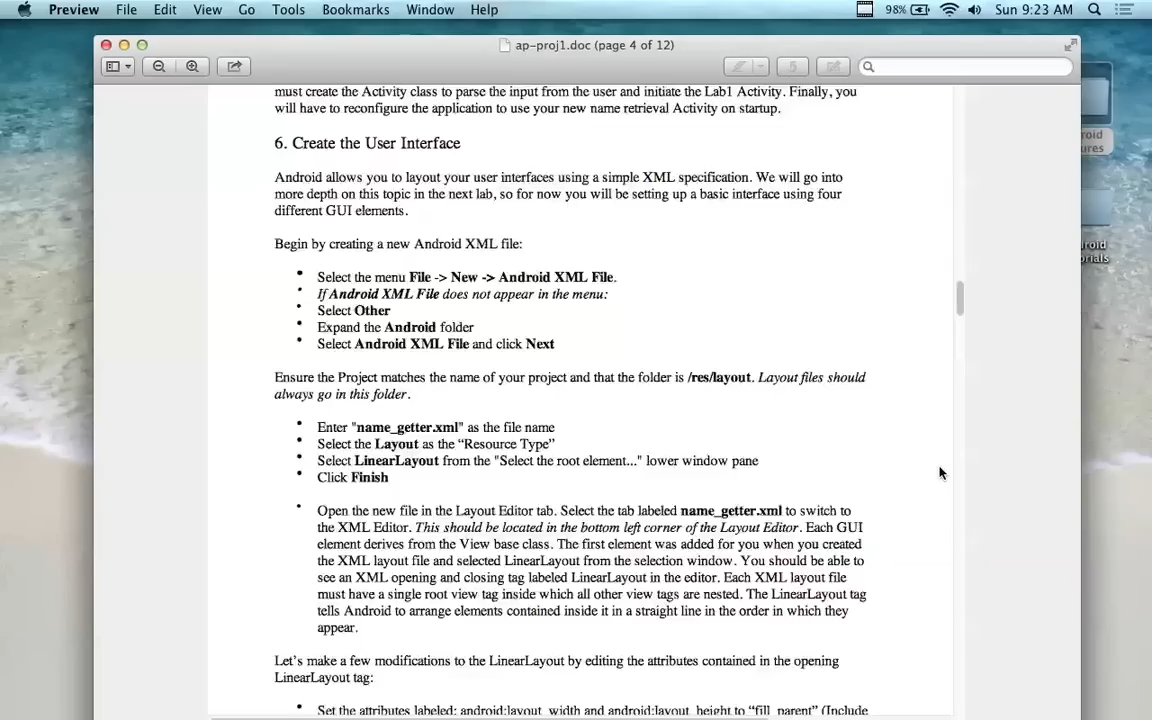 Preview File Edit View Go Tools Bookmarks Window Help 98% Sun 9:23 AM
ap-proj1.doc (page 4 of 12)
must create the Activity class to parse the input from the user and initiate the Lab1 Activity. Finally, you
will have to reconfigure the application to use your new name retrieval Activity on startup.
6. Create the User Interface
Android allows you to layout your user interfaces using a simple XML specification. We will go into
more depth on this topic in the next lab, so for now you will be setting up a basic interface using four
different GUI elements.
Begin by creating a new Android XML file:
• Select the menu File -> New -> Android XML File.
• If Android XML File does not appear in the menu:
• Select Other
• Expand the Android folder
• Select Android XML File and click Next
Ensure the Project matches the name of your project and that the folder is /res/layout. Layout files should
always go in this folder.
• Enter "name_getter.xml" as the file name
• Select the Layout as the “Resource Type”
• Select LinearLayout from the "Select the root element..." lower window pane
• Click Finish
• Open the new file in the Layout Editor tab. Select the tab labeled name_getter.xml to switch to
the XML Editor. This should be located in the bottom left corner of the Layout Editor. Each GUI
element derives from the View base class. The first element was added for you when you created
the XML layout file and selected LinearLayout from the selection window. You should be able to
see an XML opening and closing tag labeled LinearLayout in the editor. Each XML layout file
must have a single root view tag inside which all other view tags are nested. The LinearLayout tag
tells Android to arrange elements contained inside it in a straight line in the order in which they
appear.
Let’s make a few modifications to the LinearLayout by editing the attributes contained in the opening
LinearLayout tag:
• Set the attributes labeled: android:layout_width and android:layout_height to “fill_parent” (Include
roid
ures
roid
rials